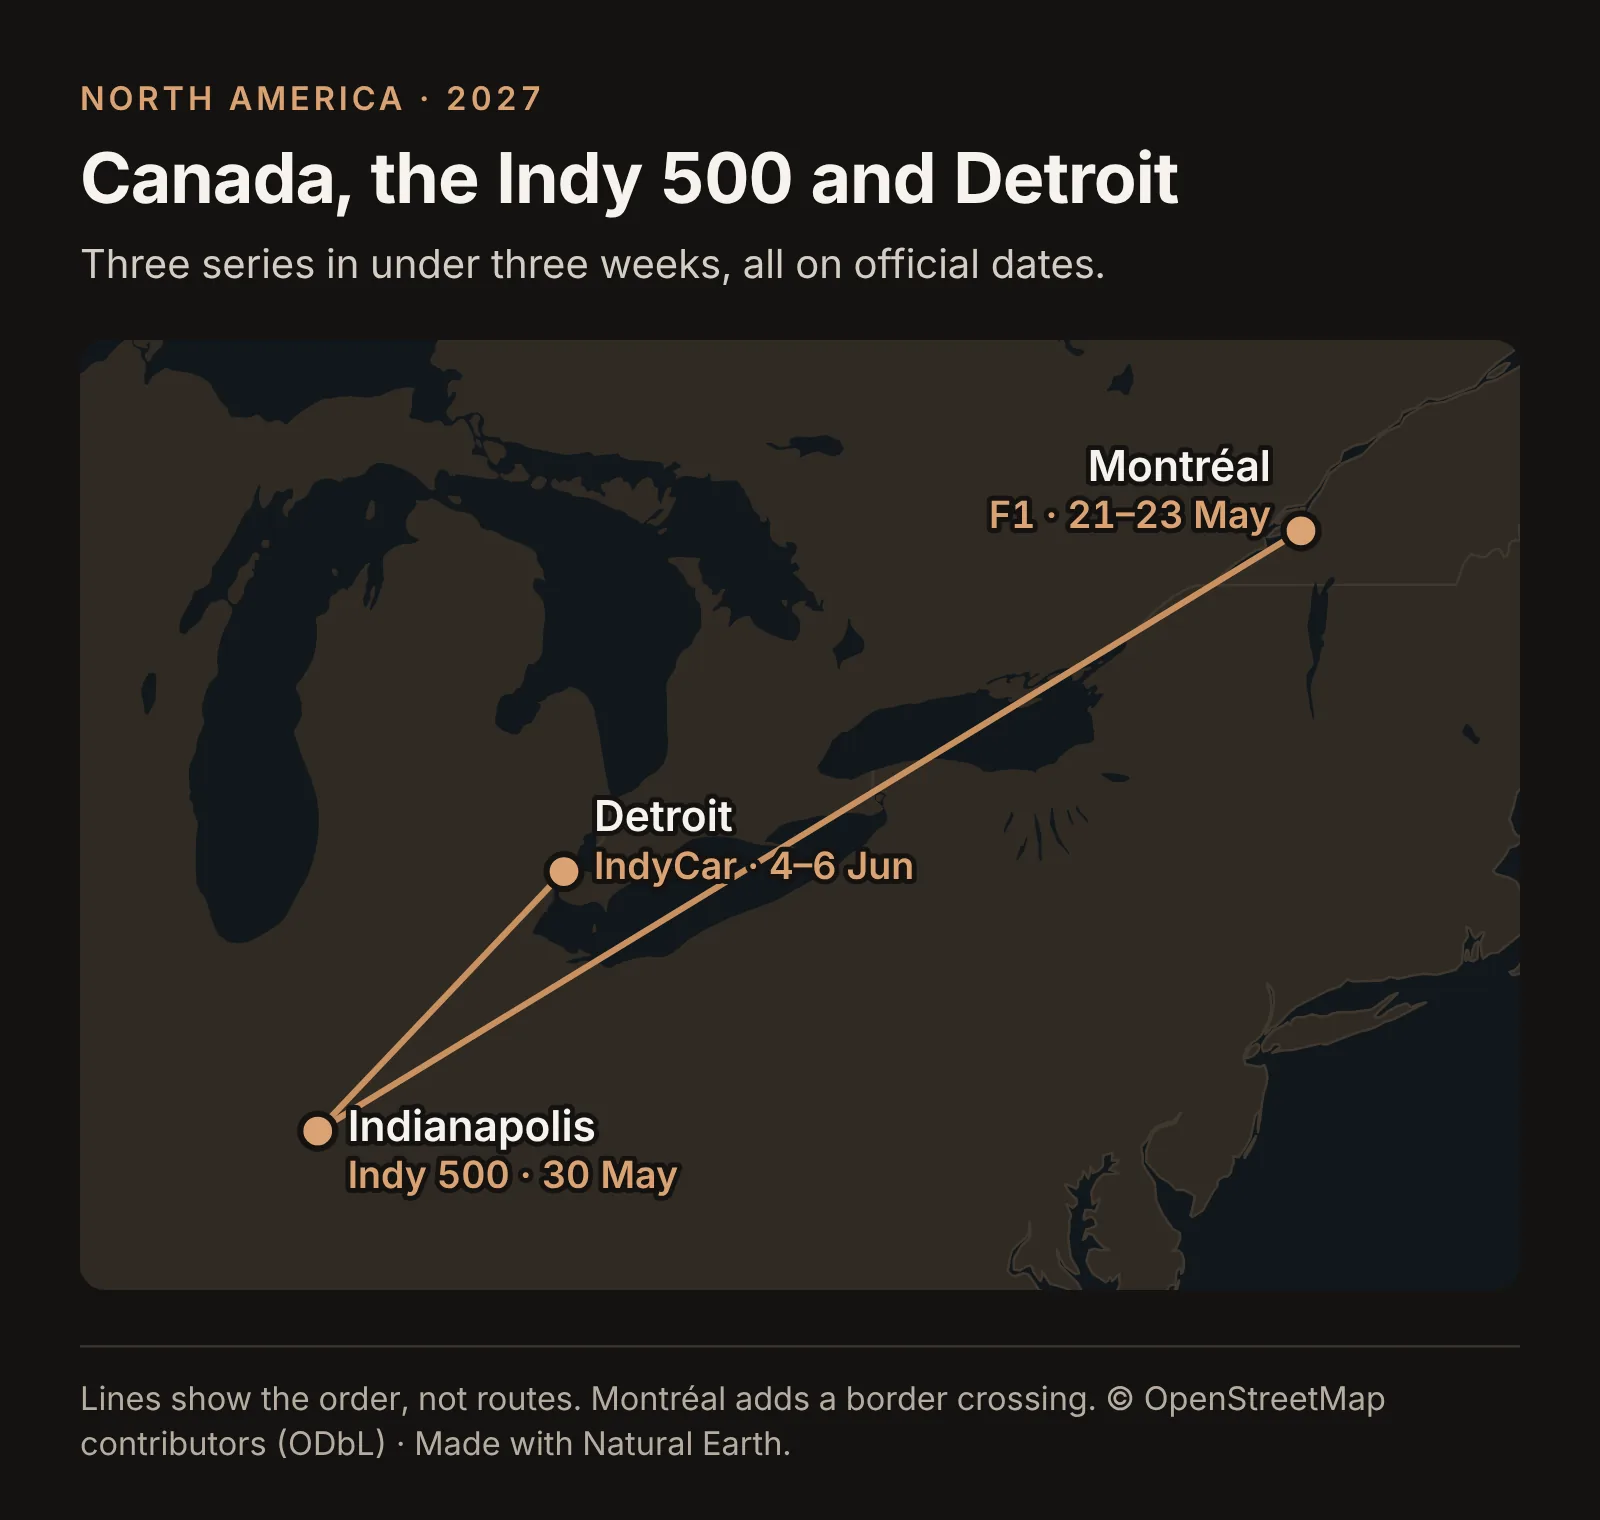 NORTH AMERICA · 2027
Canada, the Indy 500 and Detroit
Three series in under three weeks, all on official dates.
Montréal
F1 · 21–23 May
Detroit
IndyCar · 4–6 Jun
Indianapolis
Indy 500 · 30 May
Lines show the order, not routes. Montréal adds a border crossing. © OpenStreetMap
contributors (ODbL) · Made with Natural Earth.